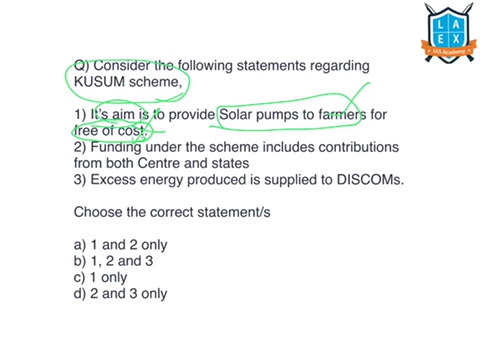 LA
EX
IAS Academy
Q) Consider the following statements regarding
KUSUM scheme,
1) It's aim is to provide Solar pumps to farmers for
free of cost.
2) Funding under the scheme includes contributions
from both Centre and states
3) Excess energy produced is supplied to DISCOMs.
Choose the correct statement/s
a) 1 and 2 only
b) 1, 2 and 3
c) 1 only
d) 2 and 3 only